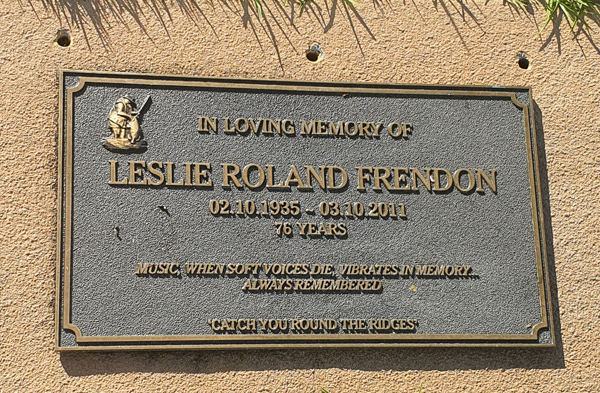 IN LOVING MEMORY OF
LESLIE ROLAND FRENDON
02.10.1935 - 03.10.2011
76 YEARS
MUSIC, WHEN SOFT VOICES DIE, VIBRATES IN MEMORY...
ALWAYS REMEMBERED
"CATCH YOU ROUND THE RIDGES"